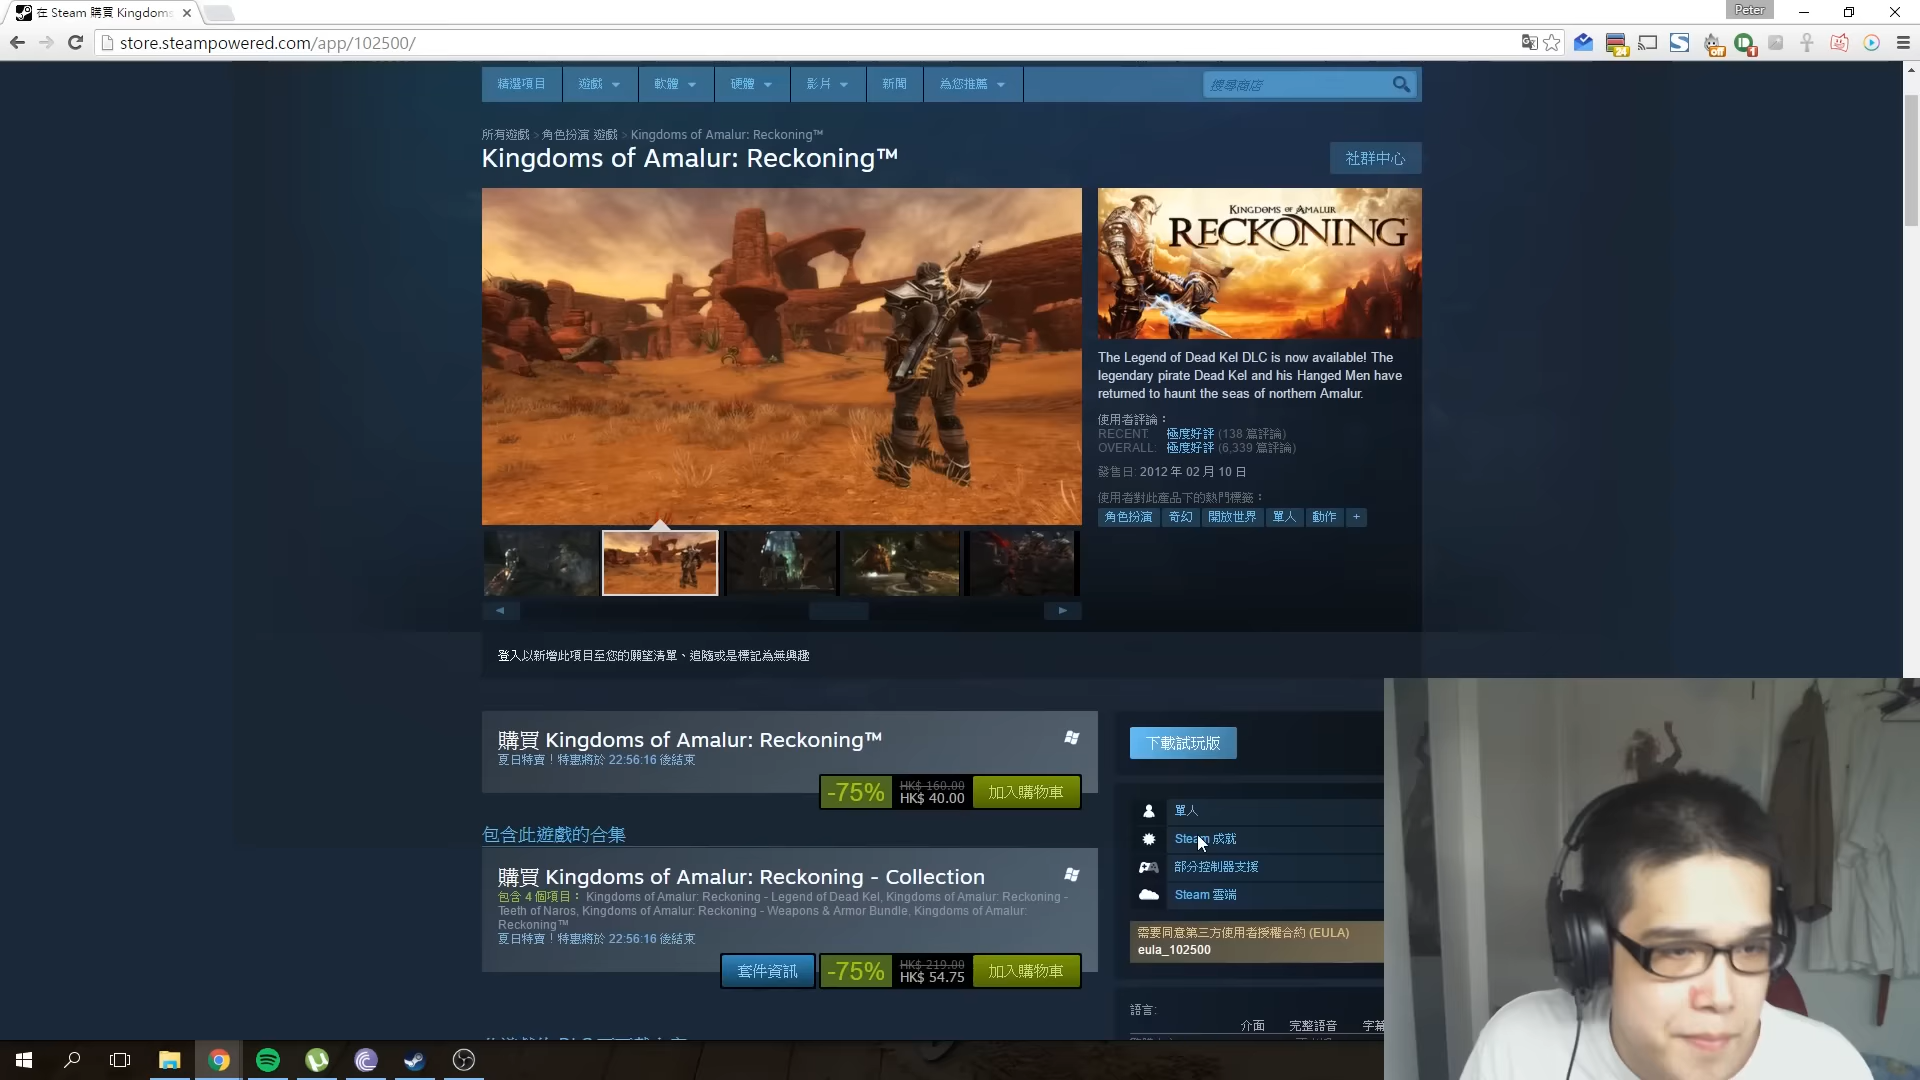 在 Steam 購買 Kingdoms
Peter
store.steampowered.com/app/102500/
精選項目 遊戲 軟體 硬體 影片 新聞 為您推薦 搜尋商店
所有遊戲 > 角色扮演 遊戲 > Kingdoms of Amalur: Reckoning™
Kingdoms of Amalur: Reckoning™
社群中心
KINGDOMS OF AMALUR
RECKONING
The Legend of Dead Kel DLC is now available! The
legendary pirate Dead Kel and his Hanged Men have
returned to haunt the seas of northern Amalur.
使用者評論：
RECENT: 極度好評 (138 篇評論)
OVERALL: 極度好評 (6,339 篇評論)
發售日: 2012 年 02 月 10 日
使用者對此產品下的熱門標籤：
角色扮演 奇幻 開放世界 單人 動作 +
登入以新增此項目至您的願望清單、追隨或是標記為無興趣
購買 Kingdoms of Amalur: Reckoning™
夏日特賣！特惠將於 22:56:16 後結束
-75% HK$ 160.00 HK$ 40.00 加入購物車
包含此遊戲的合集
購買 Kingdoms of Amalur: Reckoning - Collection
包含 4 個項目： Kingdoms of Amalur: Reckoning - Legend of Dead Kel, Kingdoms of Amalur: Reckoning -
Teeth of Naros, Kingdoms of Amalur: Reckoning - Weapons & Armor Bundle, Kingdoms of Amalur:
Reckoning™
夏日特賣！特惠將於 22:56:16 後結束
套件資訊 -75% HK$ 219.00 HK$ 54.75 加入購物車
下載試玩版
單人
Steam 成就
部分控制器支援
Steam 雲端
需要同意第三方使用者授權合約 (EULA)
eula_102500
語言:
介面 完整語音 字幕